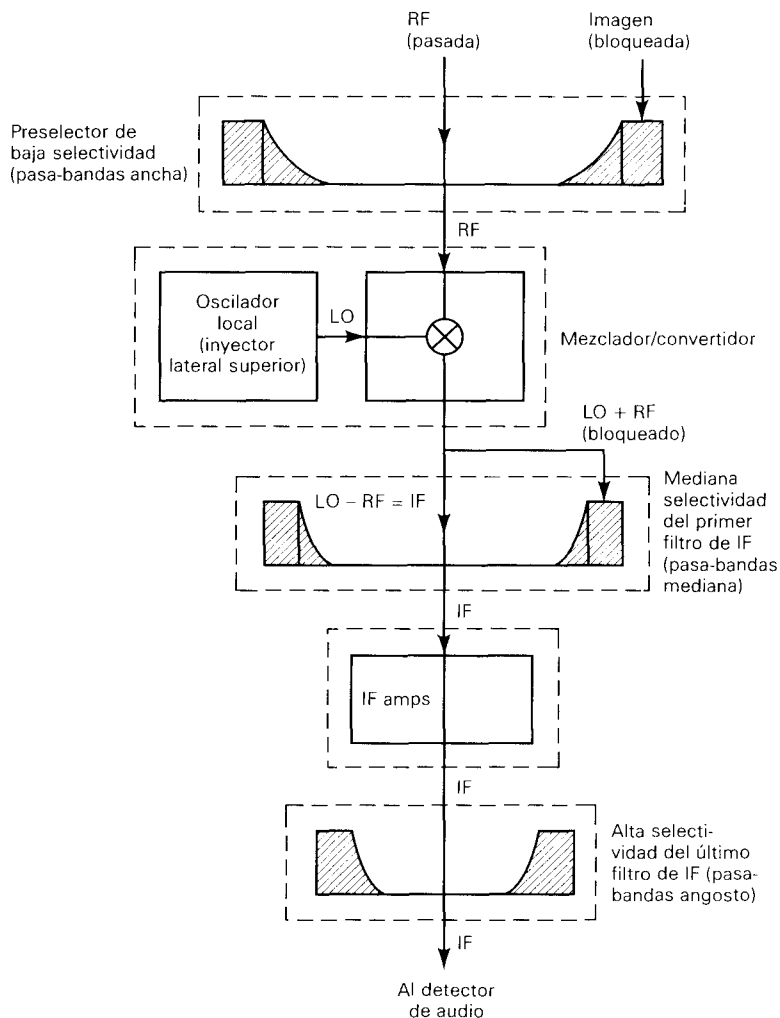 RF
(pasada)
Imagen
(bloqueada)
Preselector de
baja selectividad
(pasa-bandas ancha)
RF
Oscilador
local
(inyector
lateral superior)
LO
Mezclador/convertidor
LO + RF
(bloqueado)
LO – RF = IF
Mediana
selectividad
del primer
filtro de IF
(pasa-bandas
mediana)
IF
IF amps
IF
Alta selecti-
vidad del último
filtro de IF (pasa-
bandas angosto)
IF
Al detector
de audio